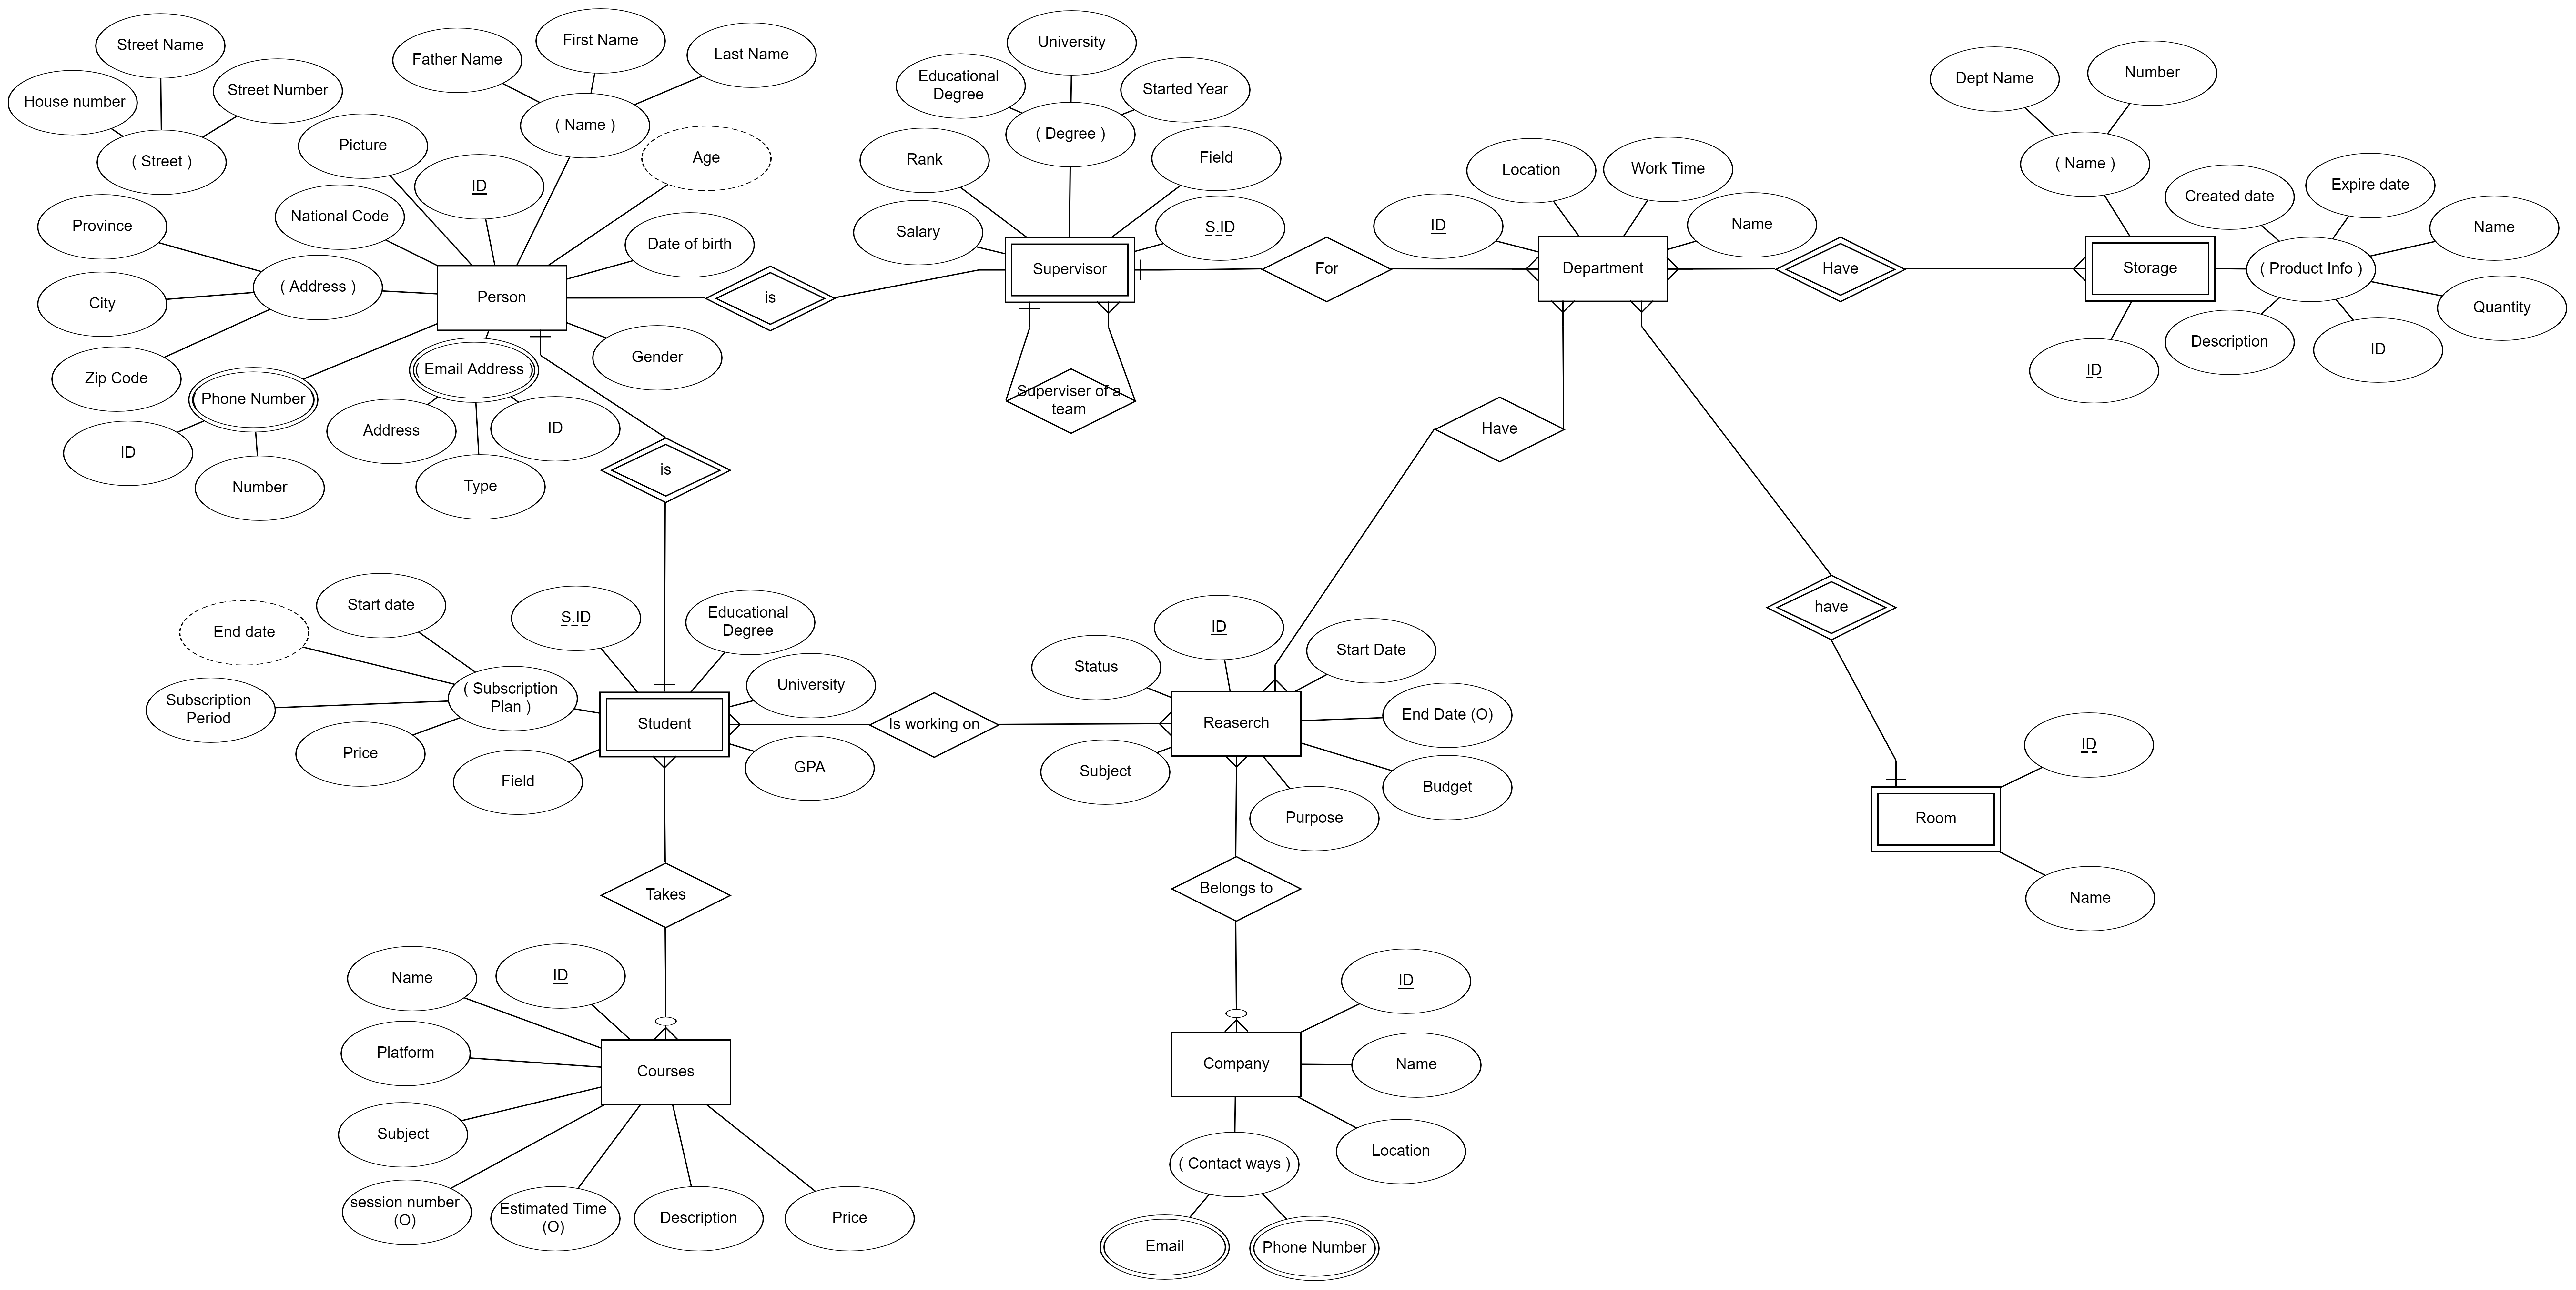 Street Name
House number
Street Number
( Street )
Father Name
First Name
Last Name
( Name )
Picture
ID
Age
National Code
Province
City
Zip Code
( Address )
Date of birth
Person
is
Gender
Email Address )
Phone Number
ID
Number
Address
Type
ID
is
University
Educational
Degree
Started Year
( Degree )
Rank
Field
Salary
S.ID
Supervisor
Superviser of a
team
For
Location
Work Time
ID
Name
Department
Have
Dept Name
Number
( Name )
Storage
ID
Created date
Expire date
Name
( Product Info )
Quantity
Description
ID
Have
have
Room
ID
Name
Start date
End date
Subscription
Period
( Subscription
Plan )
Price
S.ID
Educational
Degree
University
Student
Field
GPA
Is working on
Status
ID
Start Date
End Date (O)
Reaserch
Subject
Purpose
Budget
Takes
Name
ID
Platform
Courses
Subject
session number
(O)
Estimated Time
(O)
Description
Price
Belongs to
ID
Company
Name
Location
( Contact ways )
Email
Phone Number